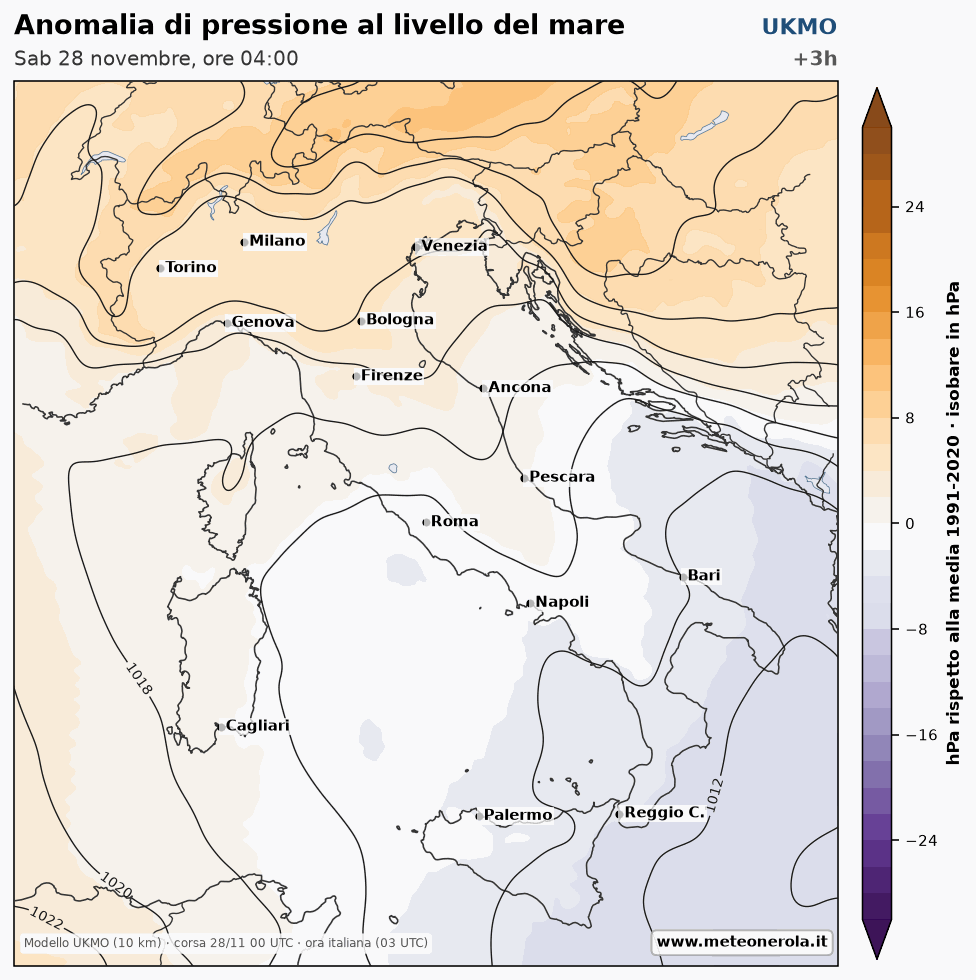 Anomalia di pressione al livello del mare
UKMO
Sab 28 novembre, ore 04:00
+3h
Milano
Venezia
Torino
Genova
Bologna
Firenze
Ancona
Pescara
Roma
Bari
Napoli
1018
Cagliari
1012
Palermo
Reggio C.
1020
1022
Modello UKMO (10 km) · corsa 28/11 00 UTC · ora italiana (03 UTC)
www.meteonerola.it
24
16
8
0
−8
−16
−24
hPa rispetto alla media 1991-2020 · isobare in hPa